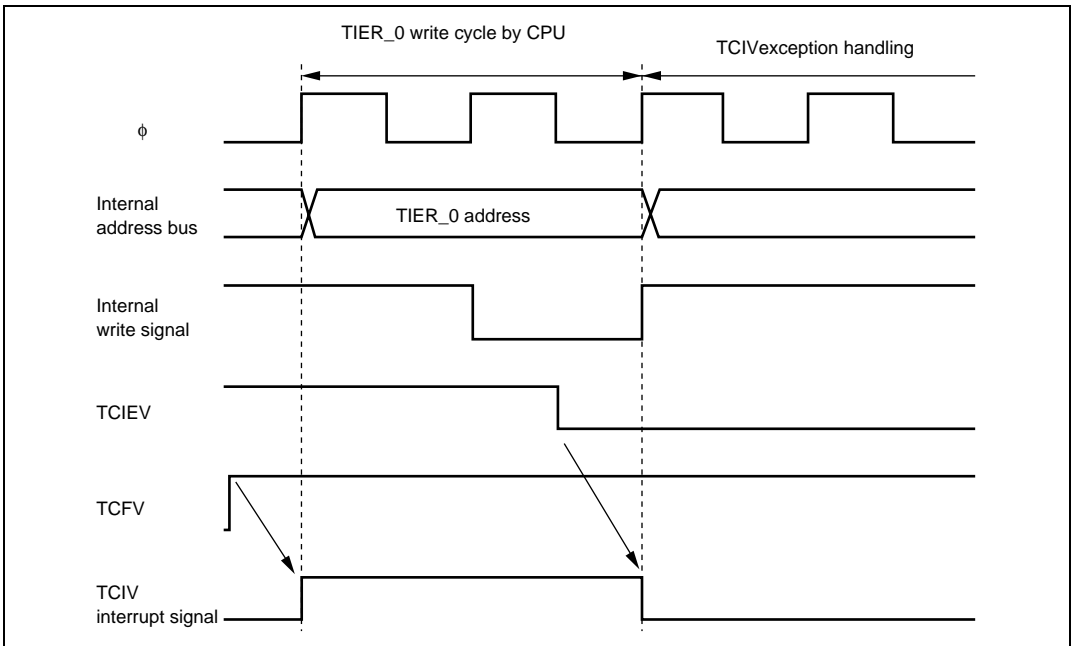 TIER_0 write cycle by CPU
TCIVexception handling
φ
Internal
address bus
TIER_0 address
Internal
write signal
TCIEV
TCFV
TCIV
interrupt signal